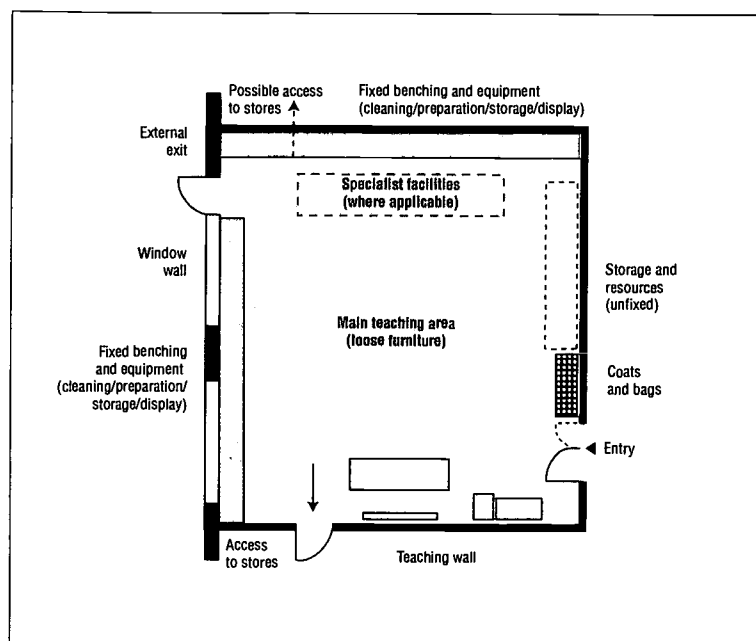 Possible access
to stores
Fixed benching and equipment
(cleaning/preparation/storage/display)
External
exit
Specialist facilities
(where applicable)
Window
wall
Storage and
resources
(unfixed)
Main teaching area
(loose furniture)
Fixed benching
and equipment
(cleaning/preparation/
storage/display)
Coats
and bags
Entry
Access
to stores
Teaching wall